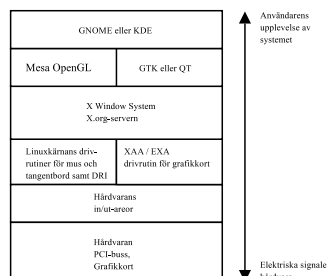 GNOME eller KDE
Mesa OpenGL
GTK eller QT
X Window System
X.org-servern
Linuxkärnans driv-
rutiner för mus och
tangentbord samt DRI
XAA / EXA
drivrutin för grafikkort
Hårdvarans
in/ut-areor
Hårdvaran
PCI-buss,
Grafikkort
Användarens
upplevelse av
systemet
Elektriska signale